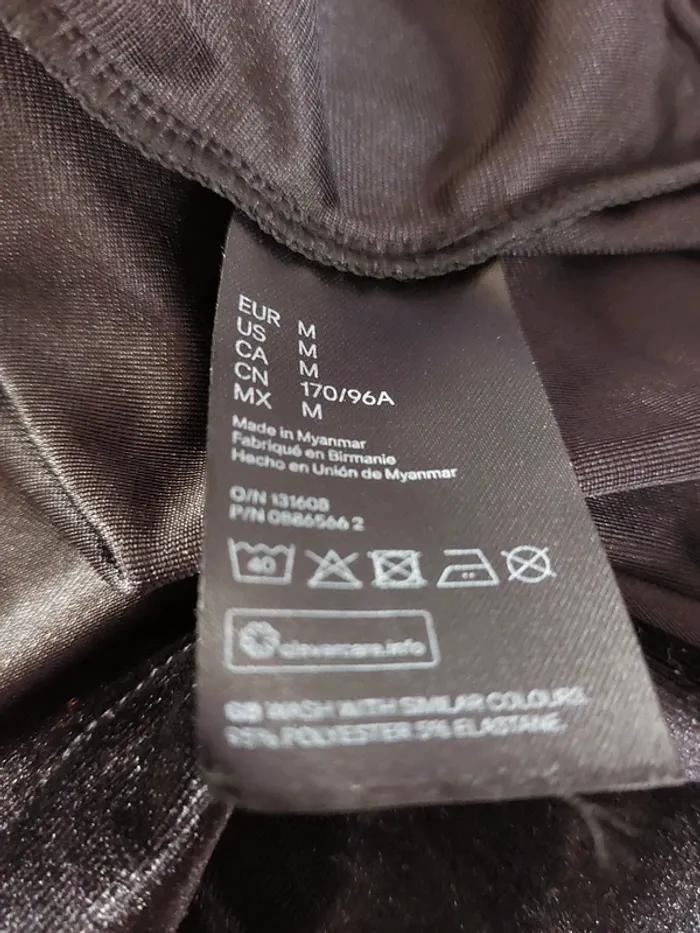 EUR M
US M
CA M
CN 170/96A
MX M
Made in Myanmar
Fabriqué en Birmanie
Hecho en Unión de Myanmar
O/N 131608
P/N 0886566 2
40
clevercare.info
GB WASH WITH SIMILAR COLOURS.
95% POLYESTER 5% ELASTANE.